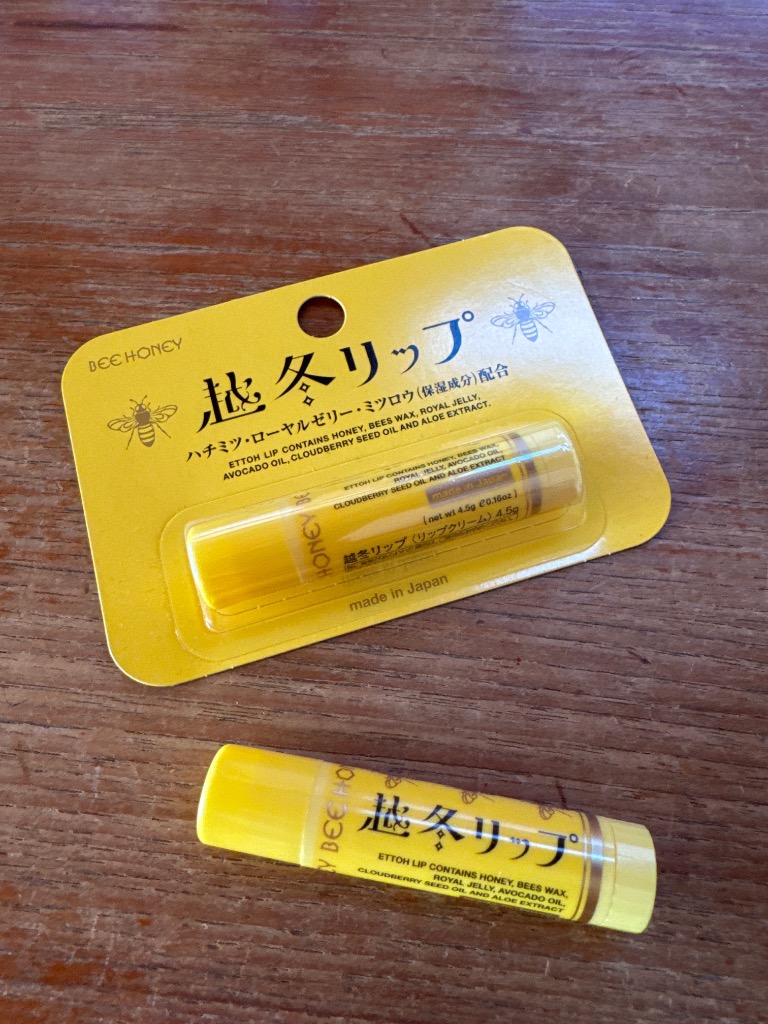 BEE HONEY
越冬リップ
ハチミツ・ローヤルゼリー・ミツロウ(保湿成分)配合
ETTOH LIP CONTAINS HONEY, BEES WAX, ROYAL JELLY,
AVOCADO OIL, CLOUDBERRY SEED OIL AND ALOE EXTRACT.
ETTOH LIP CONTAINS HONEY, BEES WAX,
ROYAL JELLY, AVOCADO OIL,
CLOUDBERRY SEED OIL AND ALOE EXTRACT
made in Japan
(net wt 4.5g ℮0.16oz)
越冬リップ(リップクリーム) 4.5g
HONEY
made in Japan
BEE HO
越冬リップ
ETTOH LIP CONTAINS HONEY, BEES WAX,
ROYAL JELLY, AVOCADO OIL,
CLOUDBERRY SEED OIL AND ALOE EXTRACT